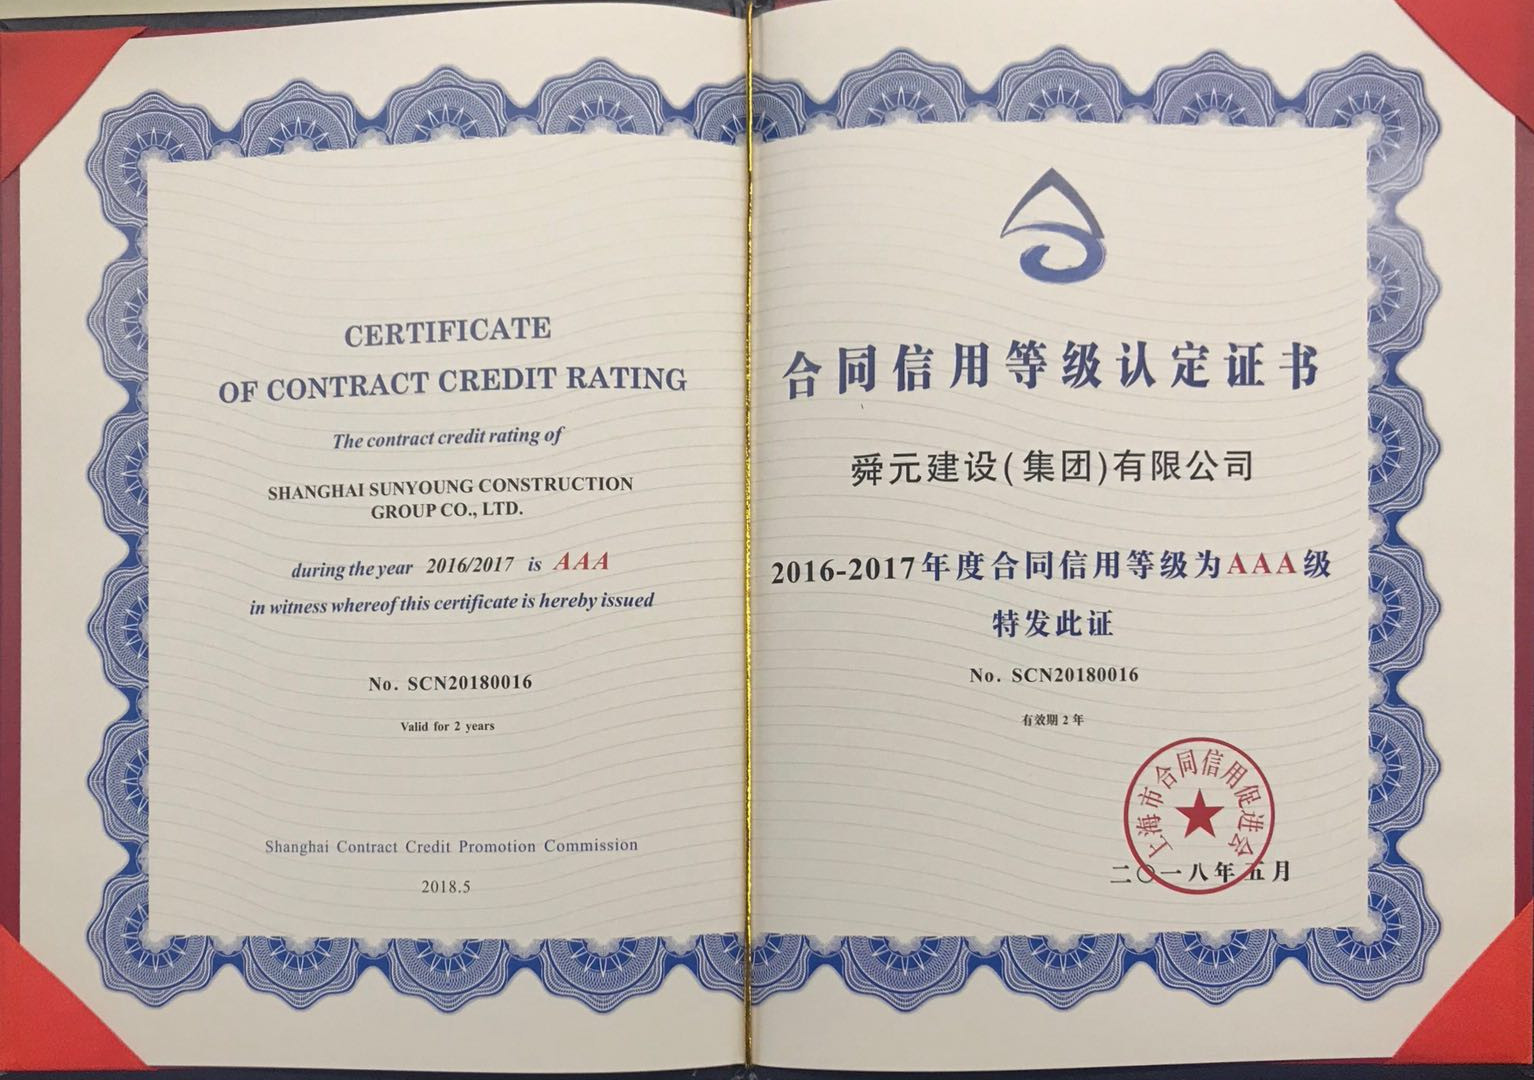 CERTIFICATE
OF CONTRACT CREDIT RATING
The contract credit rating of
SHANGHAI SUNYOUNG CONSTRUCTION
GROUP CO., LTD.
during the year 2016/2017 is AAA
in witness whereof this certificate is hereby issued
No. SCN20180016
Valid for 2 years
Shanghai Contract Credit Promotion Commission
2018.5
合同信用等级认定证书
舜元建设(集团)有限公司
2016-2017年度合同信用等级为AAA级
特发此证
No. SCN20180016
有效期 2 年
上海市合同信用促进会
二〇一八年五月